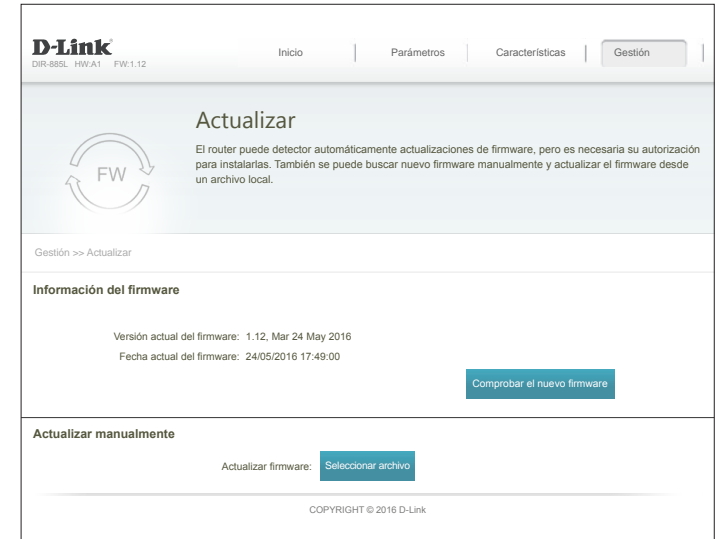 D-Link
DIR-885L HW:A1 FW:1.12
Inicio
Parámetros
Características
Gestión
Actualizar
El router puede detector automáticamente actualizaciones de firmware, pero es necesaria su autorización
para instalarlas. También se puede buscar nuevo firmware manualmente y actualizar el firmware desde
un archivo local.
FW
Gestión >> Actualizar
Información del firmware
Versión actual del firmware: 1.12, Mar 24 May 2016
Fecha actual del firmware: 24/05/2016 17:49:00
Comprobar el nuevo firmware
Actualizar manualmente
Actualizar firmware: Seleccionar archivo
COPYRIGHT © 2016 D-Link